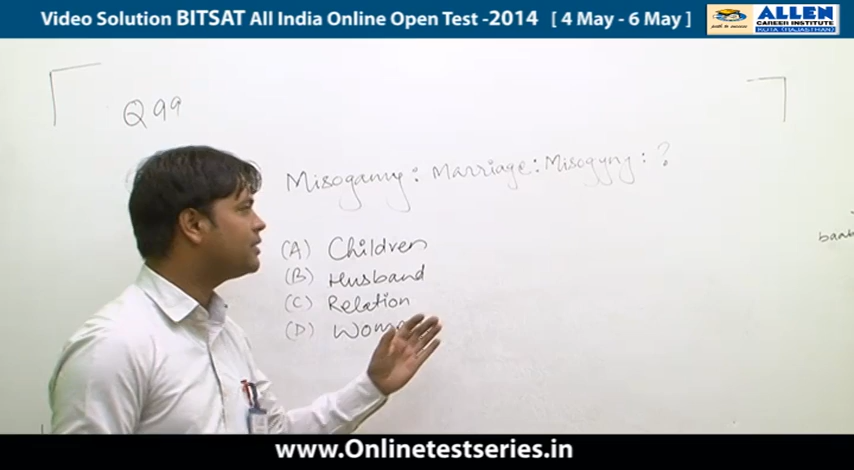 Video Solution BITSAT All India Online Open Test -2014 [ 4 May - 6 May ]
ALLEN
CAREER INSTITUTE
KOTA (RAJASTHAN)
Q 99
Misogamy : Marriage : Misogyny : ?
(A) Children
(B) Husband
(C) Relation
(D)
www.Onlinetestseries.in